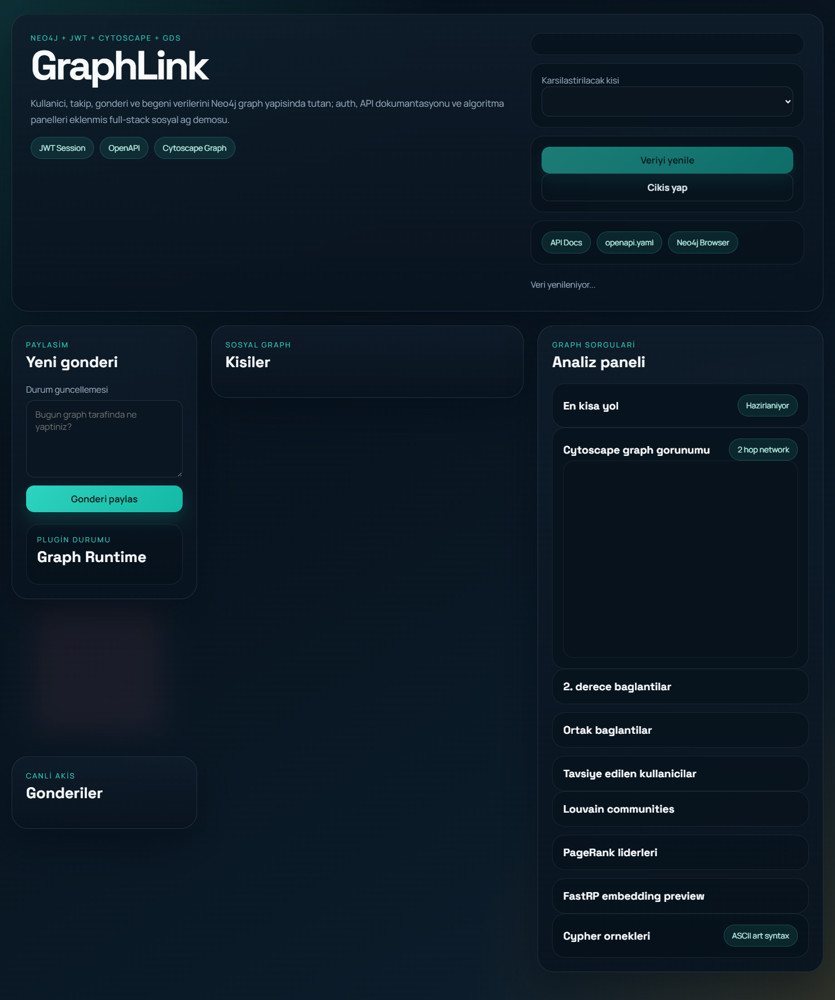 NEO4J + JWT + CYTOSCAPE + GDS
GraphLink
Kullanici, takip, gonderi ve begeni verilerini Neo4j graph yapisinda tutan; auth, API dokumantasyonu ve algoritma
panelleri eklenmis full-stack sosyal ag demosu.
JWT Session
OpenAPI
Cytoscape Graph
Karsilastirilacak kisi
Veriyi yenile
Cikis yap
API Docs
openapi.yaml
Neo4j Browser
Veri yenileniyor...
PAYLASİM
Yeni gonderi
Durum guncellemesi
Bugun graph tarafinda ne
yaptiniz?
Gonderi paylas
PLUGİN DURUMU
Graph Runtime
SOSYAL GRAPH
Kisiler
GRAPH SORGULARİ
Analiz paneli
En kisa yol
Hazirlaniyor
Cytoscape graph gorunumu
2 hop network
2. derece baglantilar
Ortak baglantilar
Tavsiye edilen kullanicilar
Louvain communities
PageRank liderleri
FastRP embedding preview
Cypher ornekleri
ASCII art syntax
CANLİ AKİS
Gonderiler